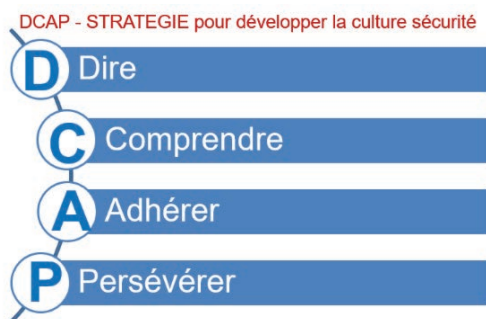 DCAP - STRATEGIE pour développer la culture sécurité
D Dire
C Comprendre
A Adhérer
P Persévérer